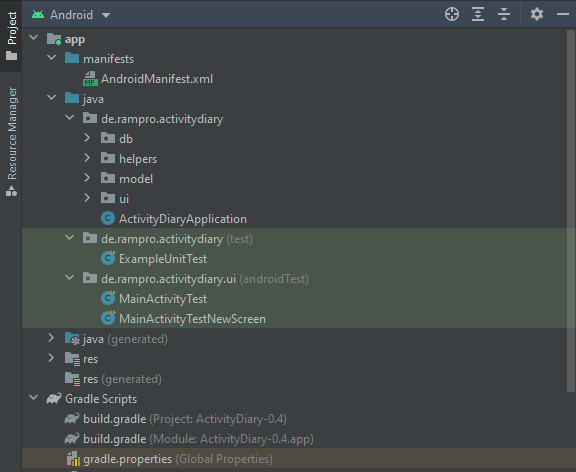 Project
Resource Manager
Android
app
manifests
AndroidManifest.xml
java
de.rampro.activitydiary
db
helpers
model
ui
ActivityDiaryApplication
de.rampro.activitydiary (test)
ExampleUnitTest
de.rampro.activitydiary.ui (androidTest)
MainActivityTest
MainActivityTestNewScreen
java (generated)
res
res (generated)
Gradle Scripts
build.gradle (Project: ActivityDiary-0.4)
build.gradle (Module: ActivityDiary-0.4.app)
gradle.properties (Global Properties)